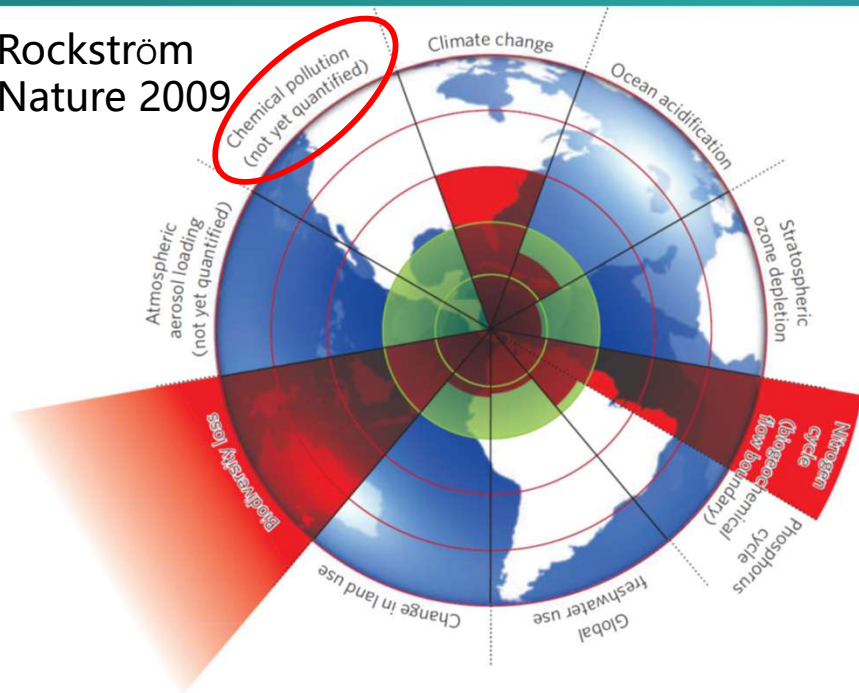 Rockström
Nature 2009
Chemical pollution
(not yet quantified)
Climate change
Ocean acidification
Stratospheric
ozone depletion
Nitrogen
cycle
(biogeochemical
flow boundary)
Phosphorus
cycle
Global
freshwater use
Change in land use
Biodiversity loss
Atmospheric
aerosol loading
(not yet quantified)